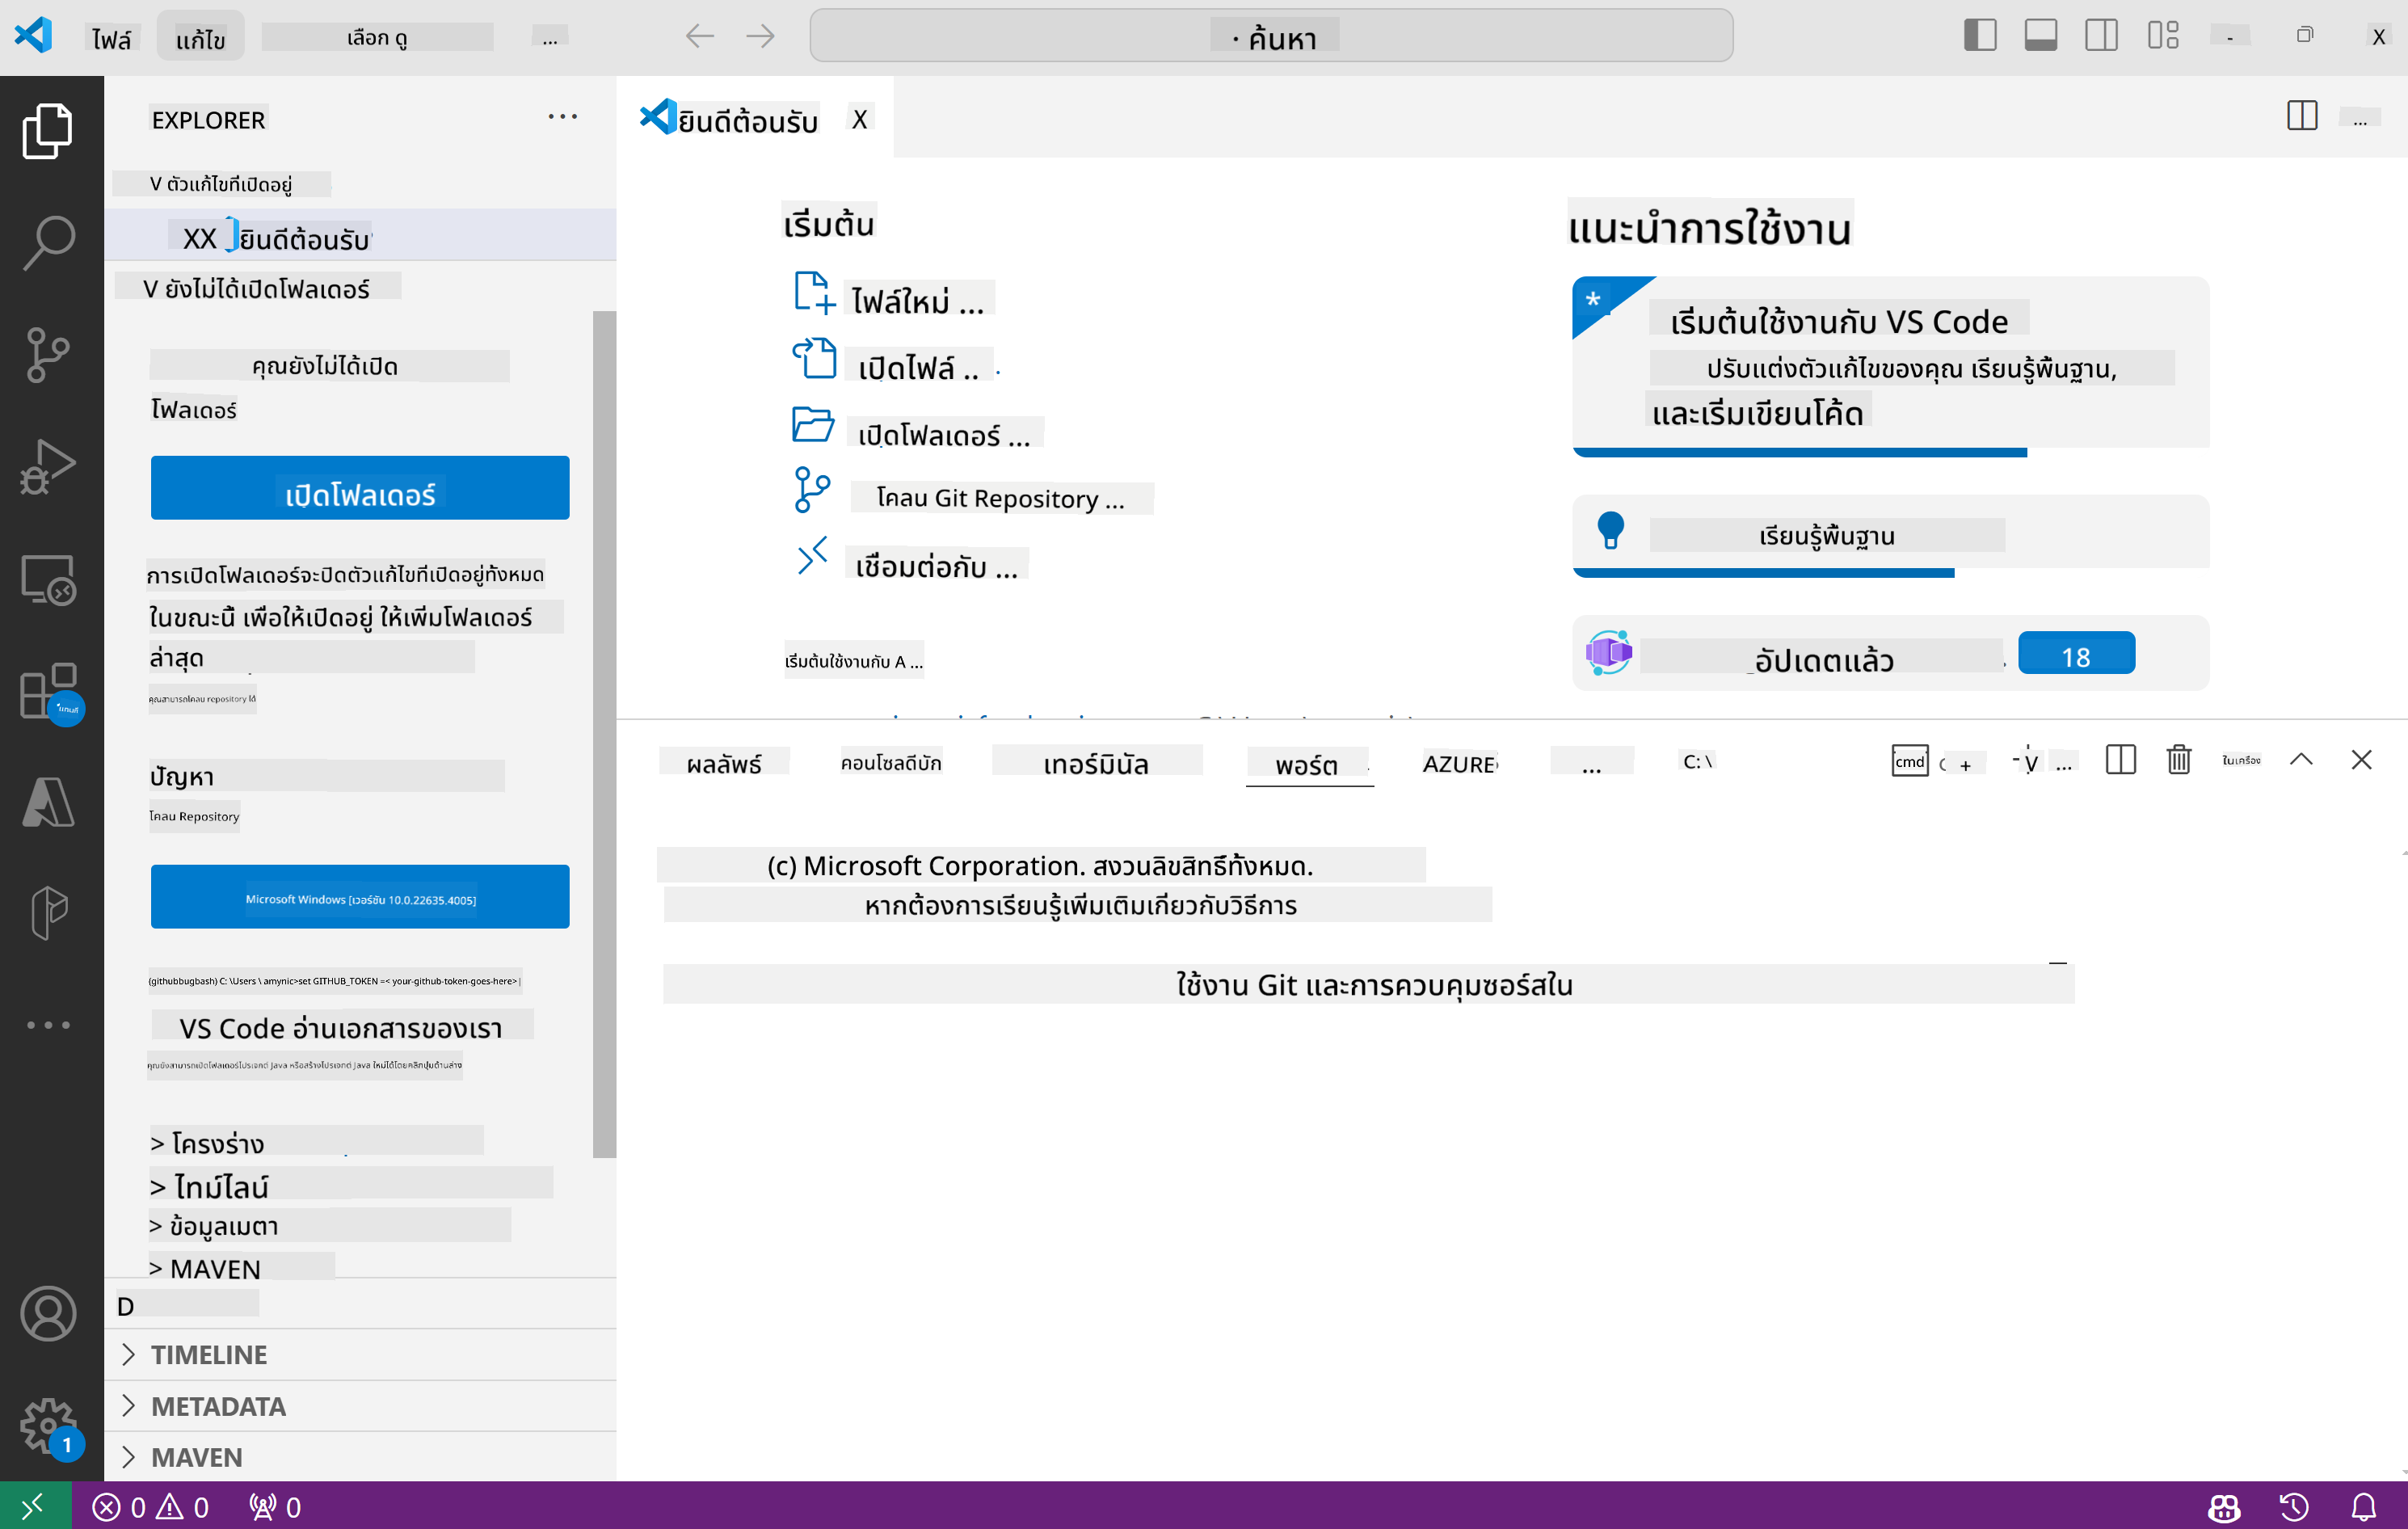 ไฟล์ แก้ไข เลือก ดู ... · ค้นหา - X
EXPLORER ...
V ตัวแก้ไขที่เปิดอยู่
XX ยินดีต้อนรับ
V ยังไม่ได้เปิดโฟลเดอร์
คุณยังไม่ได้เปิด
โฟลเดอร์
เปิดโฟลเดอร์
การเปิดโฟลเดอร์จะปิดตัวแก้ไขที่เปิดอยู่ทั้งหมด
ในขณะนี้ เพื่อให้เปิดอยู่ ให้เพิ่มโฟลเดอร์
ล่าสุด
คุณสามารถโคลน repository ได้
แทนที่
ปัญหา
โคลน Repository
Microsoft Windows [เวอร์ชัน 10.0.22635.4005]
(githubbugbash) C: \Users \ amynic>set GITHUB_TOKEN =< your-github-token-goes-here>|
VS Code อ่านเอกสารของเรา
คุณยังสามารถเปิดโฟลเดอร์โปรเจกต์ Java หรือสร้างโปรเจกต์ Java ใหม่ได้โดยคลิกปุ่มด้านล่าง
> โครงร่าง
> ไทม์ไลน์
> ข้อมูลเมตา
> MAVEN
D
TIMELINE
METADATA
MAVEN
1
ยินดีต้อนรับ X ...
เริ่มต้น
ไฟล์ใหม่ ...
เปิดไฟล์ ..
เปิดโฟลเดอร์ ...
โคลน Git Repository ...
เชื่อมต่อกับ ...
เริ่มต้นใช้งานกับ A ...
แนะนำการใช้งาน
* เริ่มต้นใช้งานกับ VS Code
ปรับแต่งตัวแก้ไขของคุณ เรียนรู้พื้นฐาน,
และเริ่มเขียนโค้ด
เรียนรู้พื้นฐาน
_อัปเดตแล้ว 18
ผลลัพธ์ คอนโซลดีบัก เทอร์มินัล พอร์ต AZURE ... C: \ cmd + V ... ในเครื่อง
(c) Microsoft Corporation. สงวนลิขสิทธิ์ทั้งหมด.
หากต้องการเรียนรู้เพิ่มเติมเกี่ยวกับวิธีการ
ใช้งาน Git และการควบคุมซอร์สใน
0 0 0